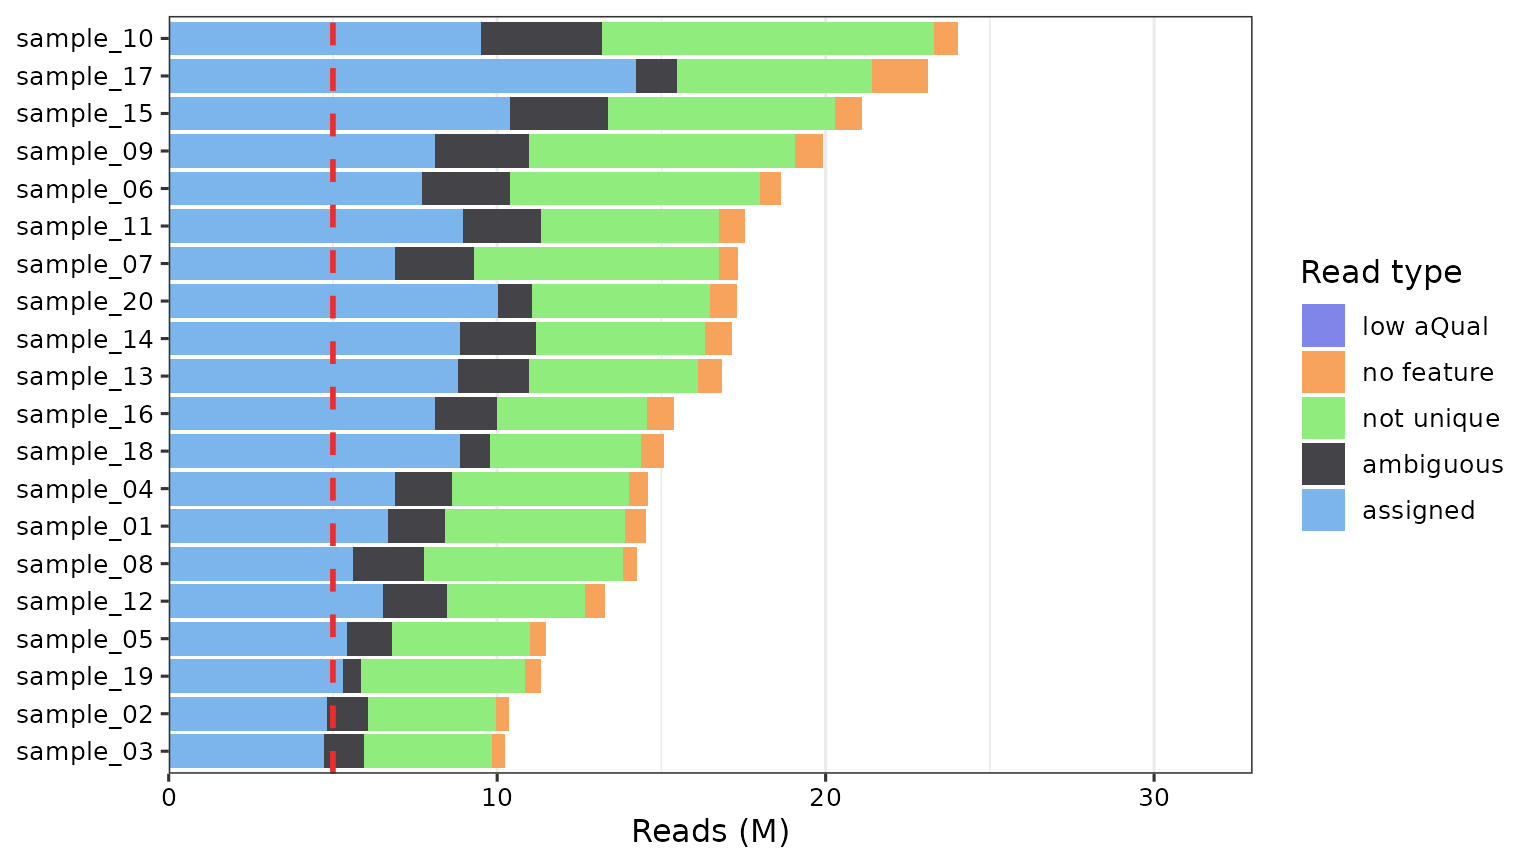 sample_10
sample_17
sample_15
sample_09
sample_06
sample_11
sample_07
sample_20
sample_14
sample_13
sample_16
sample_18
sample_04
sample_01
sample_08
sample_12
sample_05
sample_19
sample_02
sample_03
0 10 20 30
Reads (M)
Read type
low aQual
no feature
not unique
ambiguous
assigned